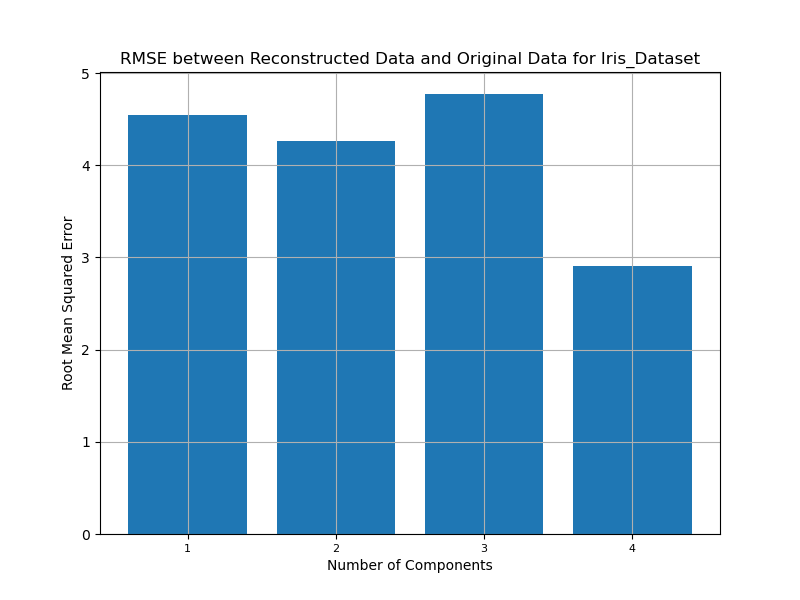 RMSE between Reconstructed Data and Original Data for Iris_Dataset
5
4
3
2
1
0
Root Mean Squared Error
1 2 3 4
Number of Components